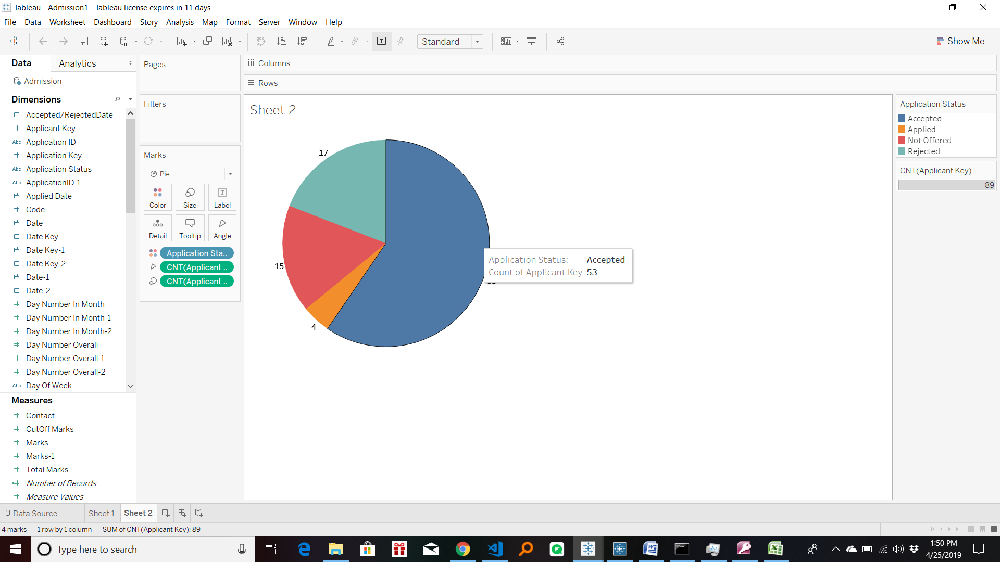 Tableau - Admission1 - Tableau license expires in 11 days
File Data Worksheet Dashboard Story Analysis Map Format Server Window Help
Standard
Show Me
Data
Analytics
Admission
Dimensions
Accepted/RejectedDate
Applicant Key
Abc Application ID
Application Key
Abc Application Status
Abc ApplicationID-1
Applied Date
Code
Date
Date Key
Date Key-1
Date Key-2
Date-1
Date-2
Day Number In Month
Day Number In Month-1
Day Number In Month-2
Day Number Overall
Day Number Overall-1
Day Number Overall-2
Abc Day Of Week
Measures
Contact
CutOff Marks
Marks
Marks-1
Total Marks
Number of Records
Measure Values
Pages
Filters
Marks
Pie
Color Size Label
Detail Tooltip Angle
Application Sta..
CNT(Applicant ..
CNT(Applicant ..
Columns
Rows
Sheet 2
17
15
4
Application Status: Accepted
Count of Applicant Key: 53
Application Status
Accepted
Applied
Not Offered
Rejected
CNT(Applicant Key)
89
Data Source Sheet 1 Sheet 2
4 marks 1 row by 1 column SUM of CNT(Applicant Key): 89
Type here to search
1:50 PM
4/25/2019